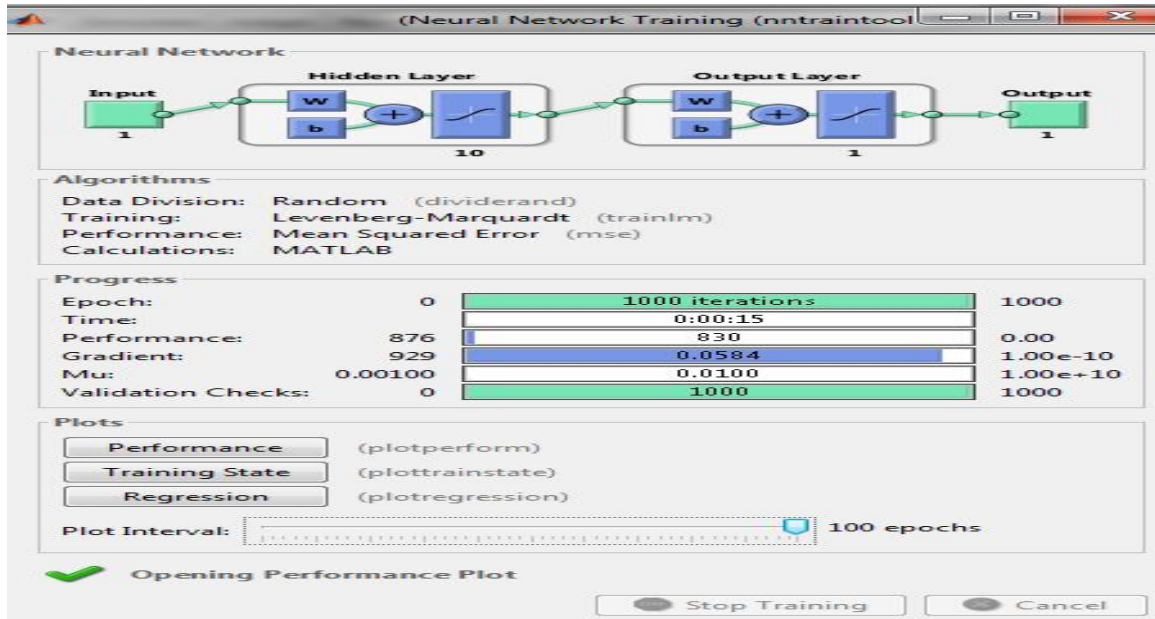 (Neural Network Training (nntraintool
Neural Network
Hidden Layer
Output Layer
Input
Output
W
b
+
W
b
+
1
10
1
1
Algorithms
Data Division: Random (dividerand)
Training: Levenberg-Marquardt (trainlm)
Performance: Mean Squared Error (mse)
Calculations: MATLAB
Progress
Epoch: 0 1000 iterations 1000
Time: 0:00:15
Performance: 876 830 0.00
Gradient: 929 0.0584 1.00e-10
Mu: 0.00100 0.0100 1.00e+10
Validation Checks: 0 1000 1000
Plots
Performance (plotperform)
Training State (plottrainstate)
Regression (plotregression)
Plot Interval: 100 epochs
Opening Performance Plot
Stop Training Cancel